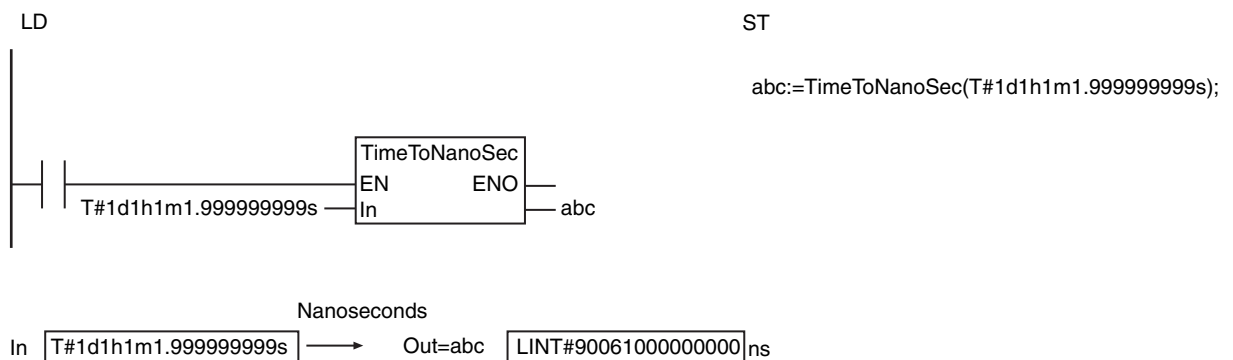 LD
ST
abc:=TimeToNanoSec(T#1d1h1m1.999999999s);
TimeToNanoSec
EN ENO
T#1d1h1m1.999999999s In abc
Nanoseconds
In T#1d1h1m1.999999999s Out=abc LINT#90061000000000 ns